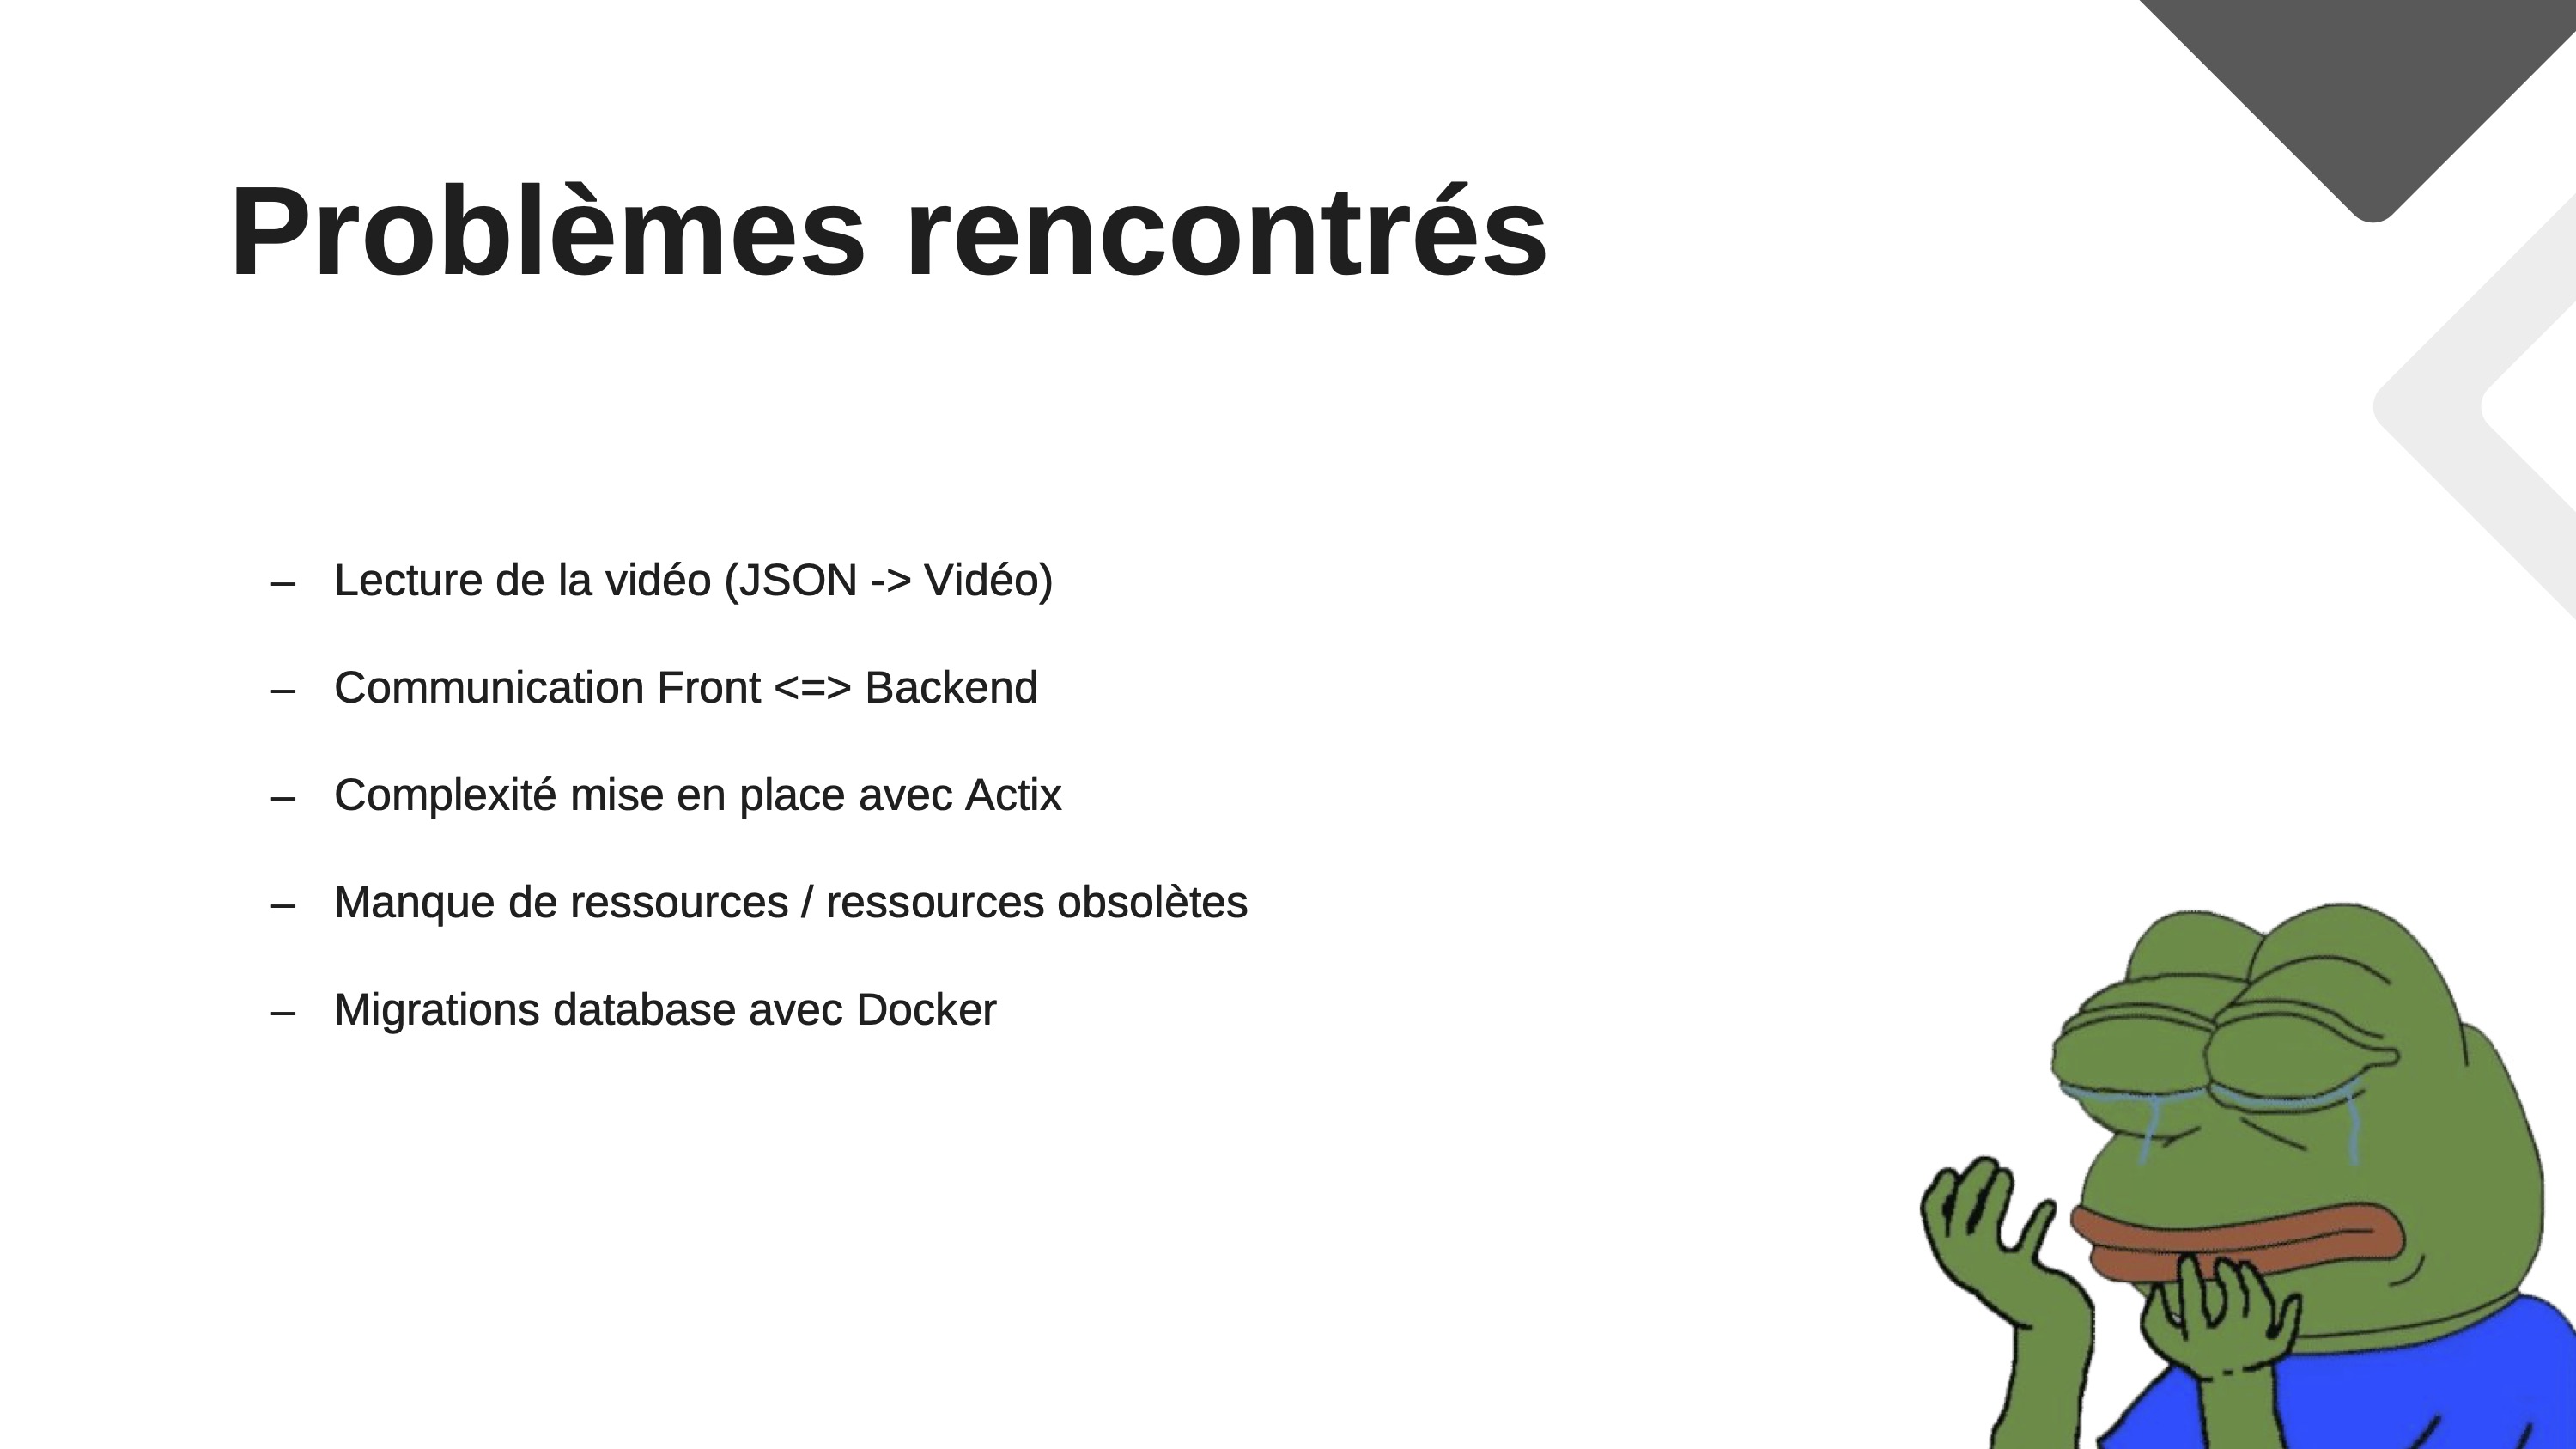 Problèmes rencontrés
– Lecture de la vidéo (JSON -> Vidéo)
– Communication Front <=> Backend
– Complexité mise en place avec Actix
– Manque de ressources / ressources obsolètes
– Migrations database avec Docker